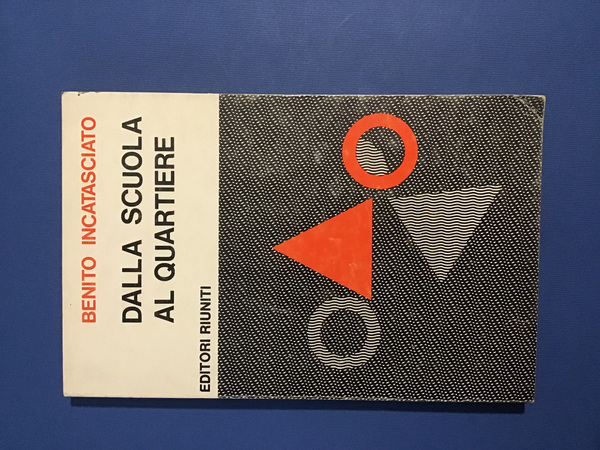 BENITO INCATASCIATO
DALLA SCUOLA
AL QUARTIERE
EDITORI RIUNITI